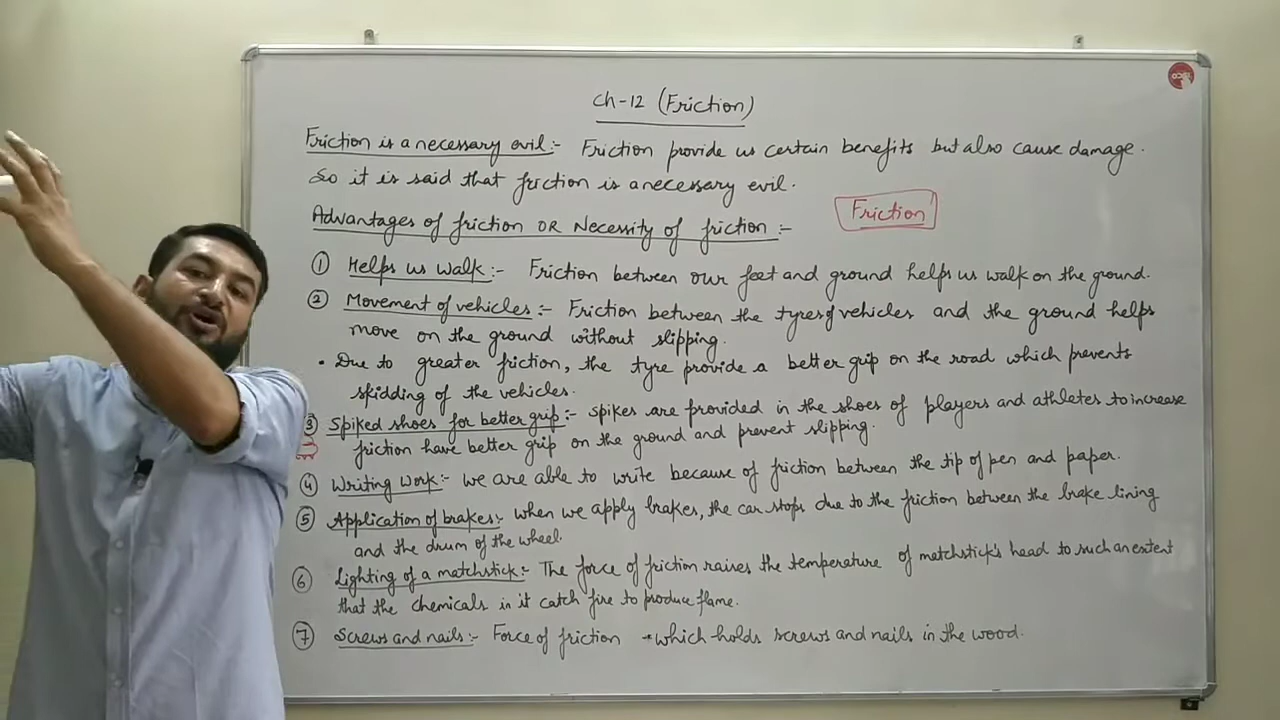 Ch-12 (Friction)
Friction is a necessary evil:- Friction provide us certain benefits but also cause damage.
So it is said that friction is a necessary evil.
Friction
Advantages of friction OR Necessity of friction:-
① Helps us walk:- Friction between our feet and ground helps us walk on the ground.
② Movement of vehicles:- Friction between the tyres of vehicles and the ground helps
move on the ground without slipping.
• Due to greater friction, the tyre provide a better grip on the road which prevents
skidding of the vehicles.
③ Spiked shoes for better grip:- Spikes are provided in the shoes of players and athletes to increase
friction have better grip on the ground and prevent slipping.
④ Writing work:- we are able to write because of friction between the tip of pen and paper.
⑤ Application of brakes:- when we apply brakes, the car stops due to the friction between the brake lining
and the drum of the wheel.
⑥ Lighting of a matchstick:- The force of friction raises the temperature of matchstick's head to such an extent
that the chemicals in it catch fire to produce flame.
⑦ Screws and nails:- Force of friction which holds screws and nails in the wood.